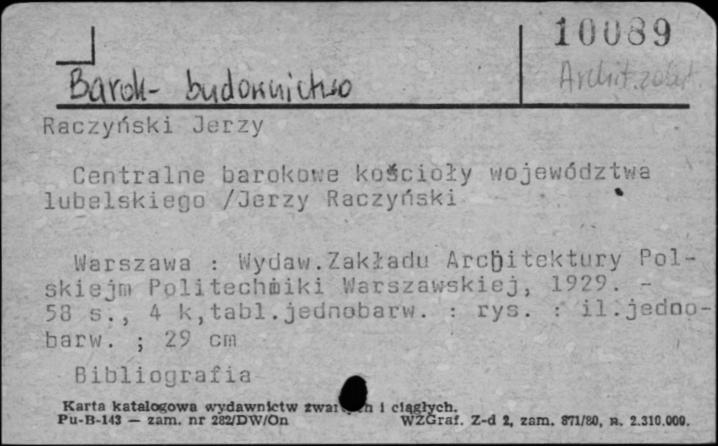 10089
Barok- budownictwo
Archit.zabyt.
Raczyński Jerzy
Centralne barokowe kościoły województwa
lubelskiego /Jerzy Raczyński
Warszawa : Wydaw.Zakładu Architektury Pol-
skiejm Politechniki Warszawskiej, 1929. -
58 s., 4 k,tabl.jednobarw. : rys. : il.jedno-
barw. ; 29 cm
Bibliografia
Karta katalogowa wydawnictw zwartych i ciągłych.
Pu-B-143 — zam. nr 282/DW/On WZGraf. Z-d 2, zam. 871/80, n. 2.310.000.